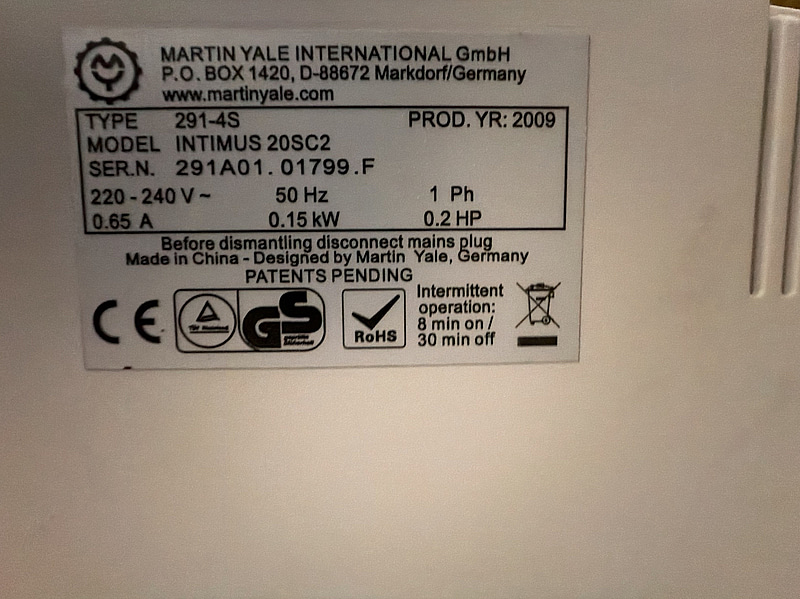 MARTIN YALE INTERNATIONAL GmbH
P.O. BOX 1420, D-88672 Markdorf/Germany
www.martinyale.com
TYPE 291-4S PROD. YR: 2009
MODEL INTIMUS 20SC2
SER.N. 291A01.01799.F
220 - 240 V ~ 50 Hz 1 Ph
0.65 A 0.15 kW 0.2 HP
Before dismantling disconnect mains plug
Made in China - Designed by Martin Yale, Germany
PATENTS PENDING
CE
GS
RoHS
Intermittent
operation:
8 min on /
30 min off